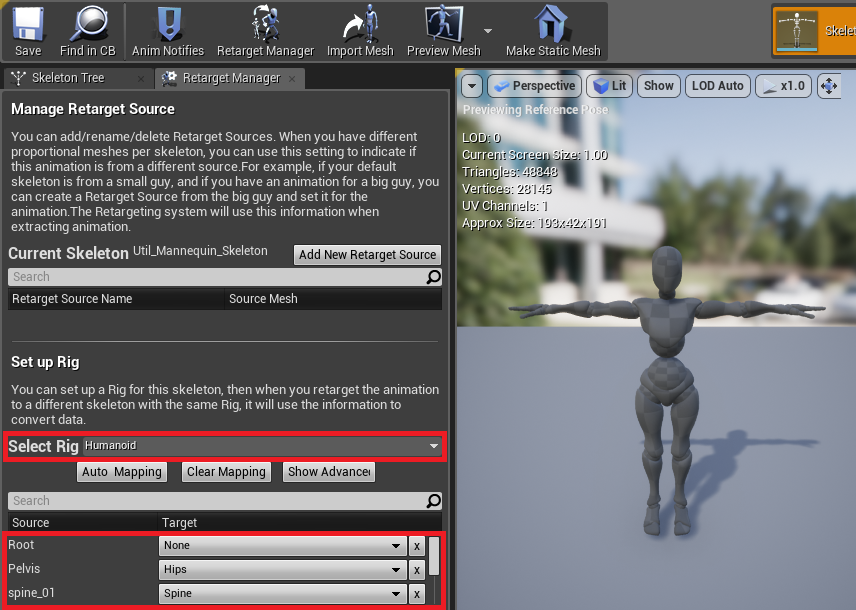 Save
Find in CB
Anim Notifies
Retarget Manager
Import Mesh
Preview Mesh
Make Static Mesh
Skelet
Skeleton Tree
Retarget Manager
Manage Retarget Source
You can add/rename/delete Retarget Sources. When you have different
proportional meshes per skeleton, you can use this setting to indicate if
this animation is from a different source.For example, if your default
skeleton is from a small guy, and if you have an animation for a big guy, you
can create a Retarget Source from the big guy and set it for the
animation.The Retargeting system will use this information when
extracting animation.
Current Skeleton Util_Mannequin_Skeleton
Add New Retarget Source
Search
Retarget Source Name Source Mesh
Set up Rig
You can set up a Rig for this skeleton, then when you retarget the animation
to a different skeleton with the same Rig, it will use the information to
convert data.
Select Rig Humanoid
Auto Mapping Clear Mapping Show Advanced
Search
Source Target
Root None x
Pelvis Hips x
spine_01 Spine x
Perspective Lit Show LOD Auto x1.0
Previewing Reference Pose
LOD: 0
Current Screen Size: 1.00
Triangles: 48848
Vertices: 28145
UV Channels: 1
Approx Size: 193x42x191